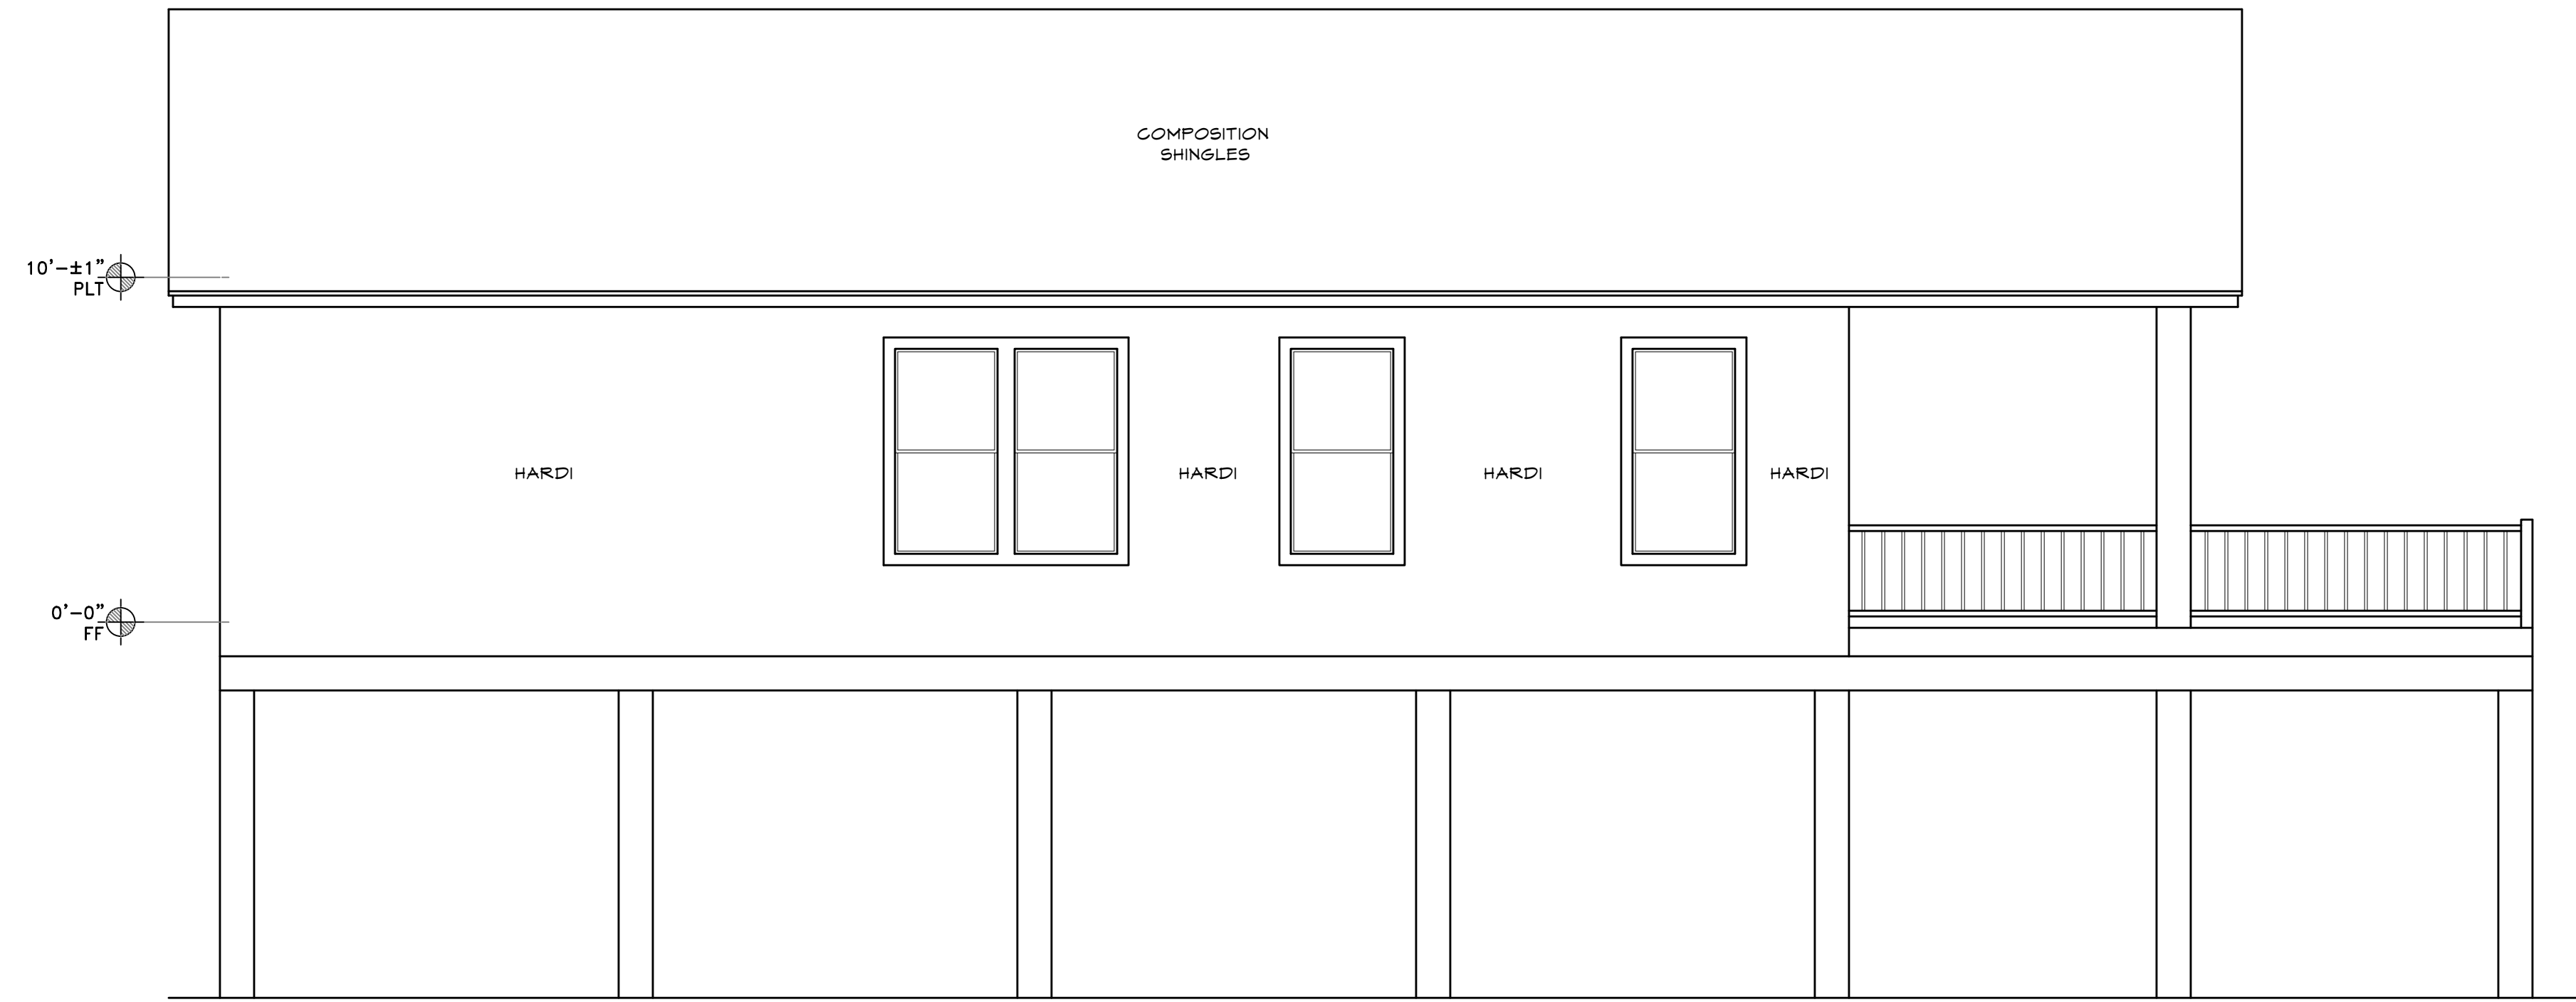 COMPOSITION
SHINGLES
10'-±1"
PLT
HARDI
HARDI
HARDI
HARDI
0'-0"
FF